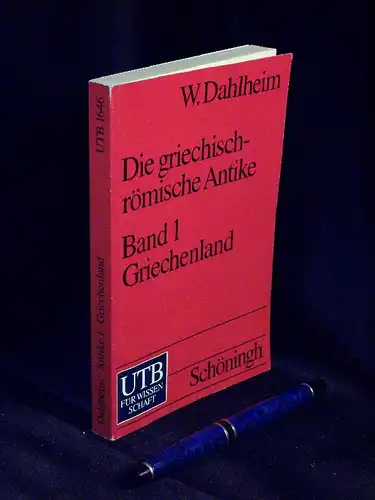 W. Dahlheim
Die griechisch-
römische Antike
Band 1
Griechenland
UTB
FÜR WISSEN
SCHAFT
Schöningh
UTB 1646
Dahlheim: Antike 1 Griechenland